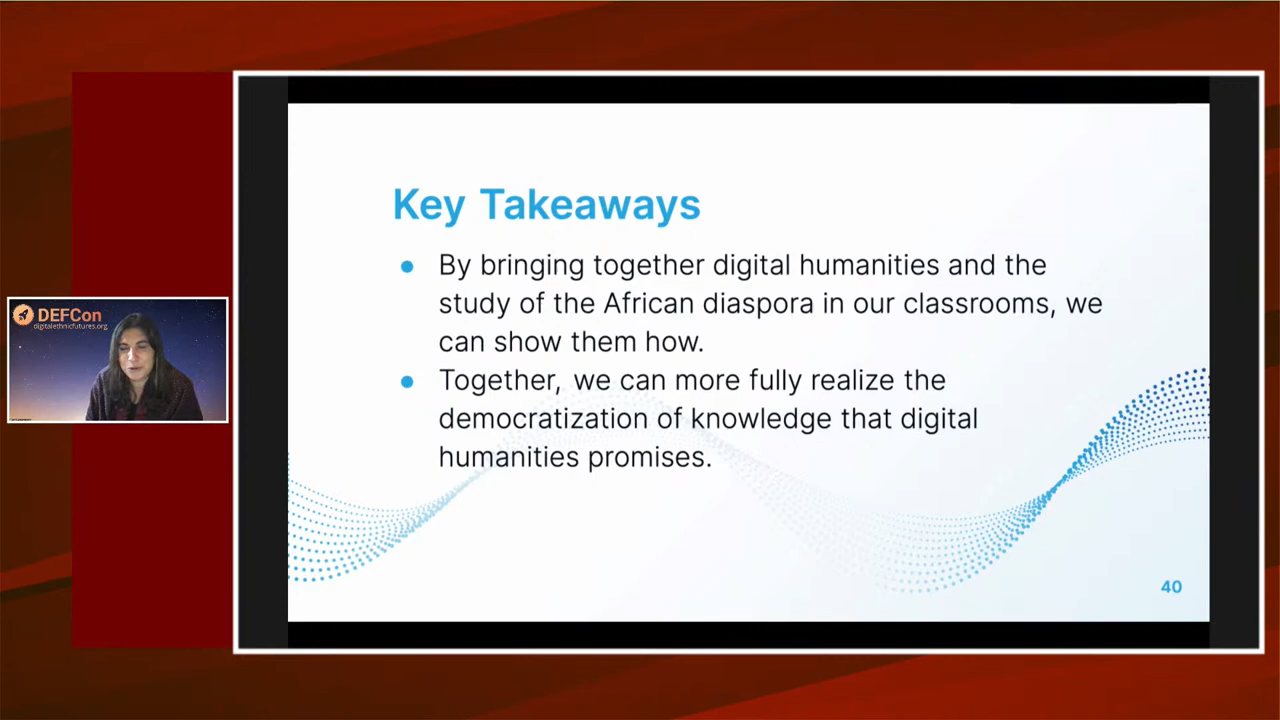 DEFCon
digitalethnicfutures.org
Key Takeaways
● By bringing together digital humanities and the
study of the African diaspora in our classrooms, we
can show them how.
● Together, we can more fully realize the
democratization of knowledge that digital
humanities promises.
40